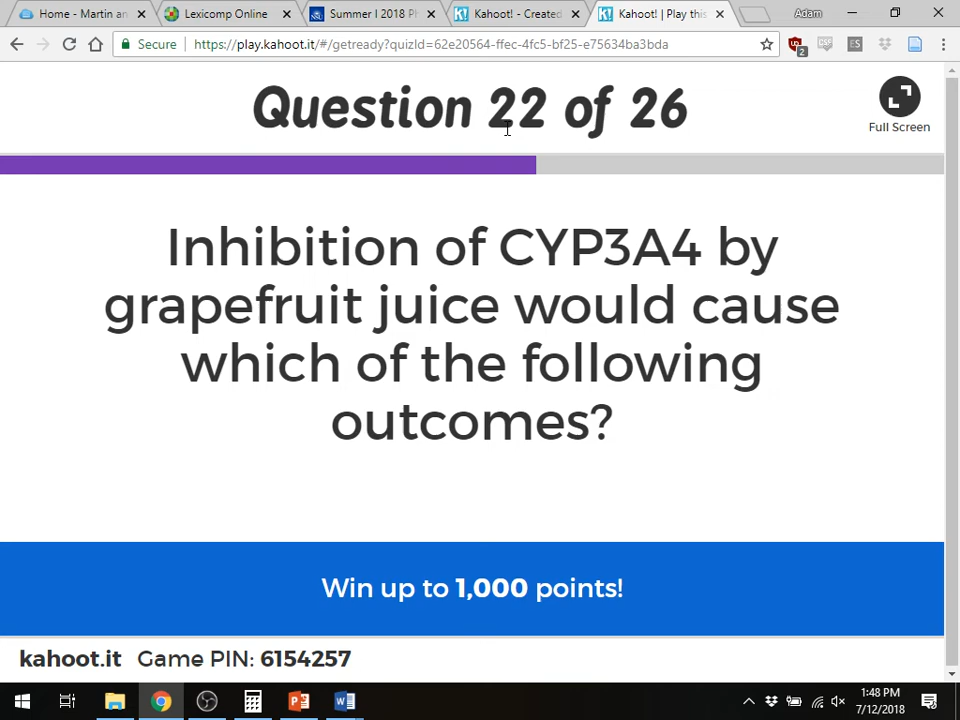 Home - Martin an
Lexicomp Online
Summer I 2018 Ph
Kahoot! - Created
Kahoot! | Play this
Adam
Secure
https://play.kahoot.it/#/getready?quizId=62e20564-ffec-4fc5-bf25-e75634ba3bda
2
ES
Question 22 of 26
Full Screen
Inhibition of CYP3A4 by
grapefruit juice would cause
which of the following
outcomes?
Win up to 1,000 points!
kahoot.it Game PIN: 6154257
1:48 PM
7/12/2018